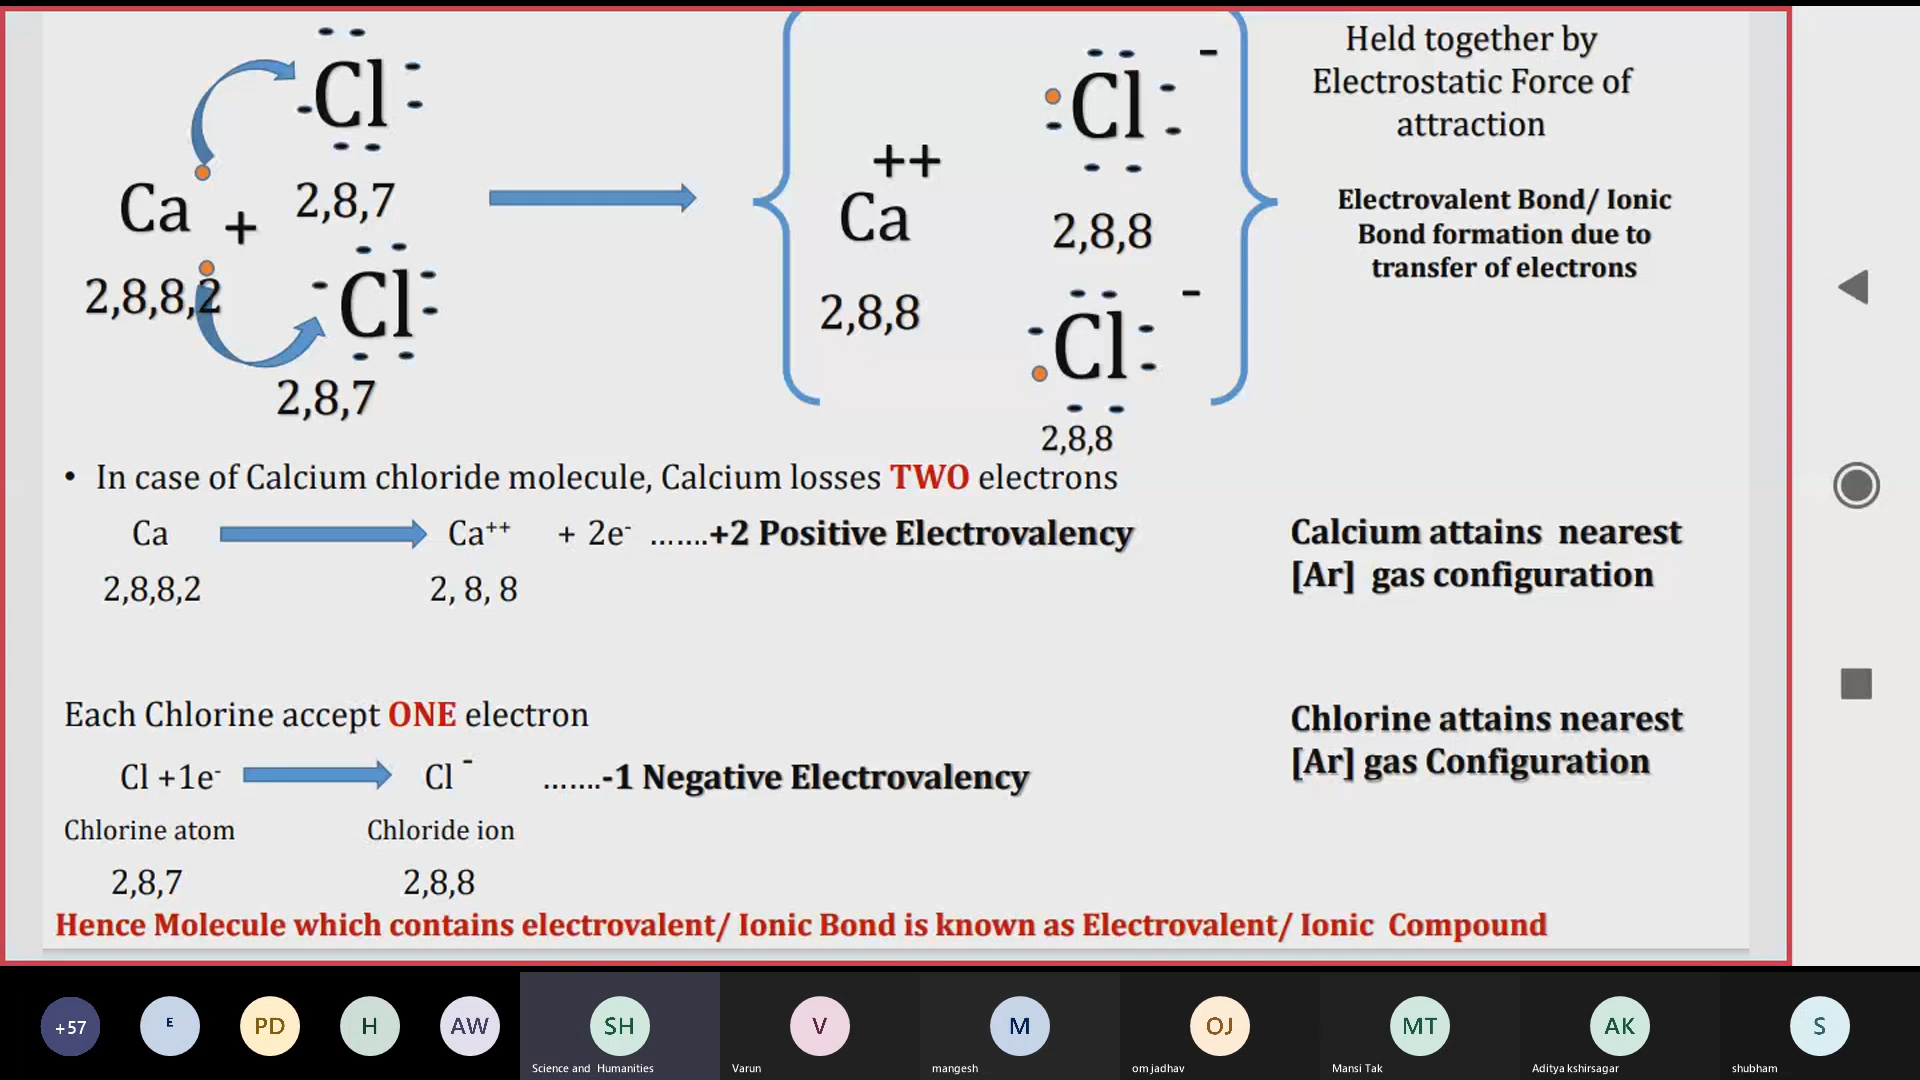 Cl
Ca
+
2,8,7
2,8,8,2
Cl
2,8,7
++
Ca
2,8,8
Cl -
2,8,8
Cl -
2,8,8
Held together by
Electrostatic Force of
attraction
Electrovalent Bond/ Ionic
Bond formation due to
transfer of electrons
• In case of Calcium chloride molecule, Calcium losses TWO electrons
Ca Ca++ + 2e- .......+2 Positive Electrovalency
2,8,8,2 2, 8, 8
Calcium attains nearest
[Ar] gas configuration
Each Chlorine accept ONE electron
Cl +1e- Cl - .......-1 Negative Electrovalency
Chlorine atom Chloride ion
2,8,7 2,8,8
Chlorine attains nearest
[Ar] gas Configuration
Hence Molecule which contains electrovalent/ Ionic Bond is known as Electrovalent/ Ionic Compound
+57 E PD H AW SH V M OJ MT AK S
Science and Humanities Varun mangesh om jadhav Mansi Tak Aditya kshirsagar shubham